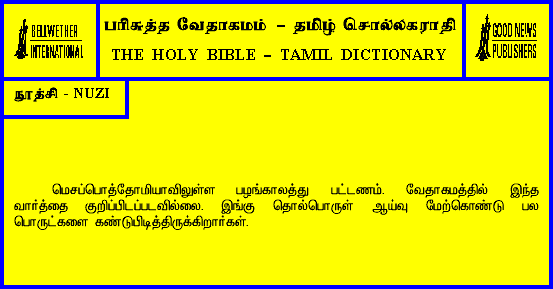 BELLWETHER
INTERNATIONAL
பரிசுத்த வேதாகமம் – தமிழ் சொல்லகராதி
THE HOLY BIBLE – TAMIL DICTIONARY
GOOD NEWS
PUBLISHERS
நூத்சி - NUZI
மெசப்பொத்தோமியாவிலுள்ள பழங்காலத்து பட்டணம். வேதாகமத்தில் இந்த
வார்த்தை குறிப்பிடப்படவில்லை. இங்கு தொல்பொருள் ஆய்வு மேற்கொண்டு பல
பொருட்களை கண்டுபிடித்திருக்கிறார்கள்.